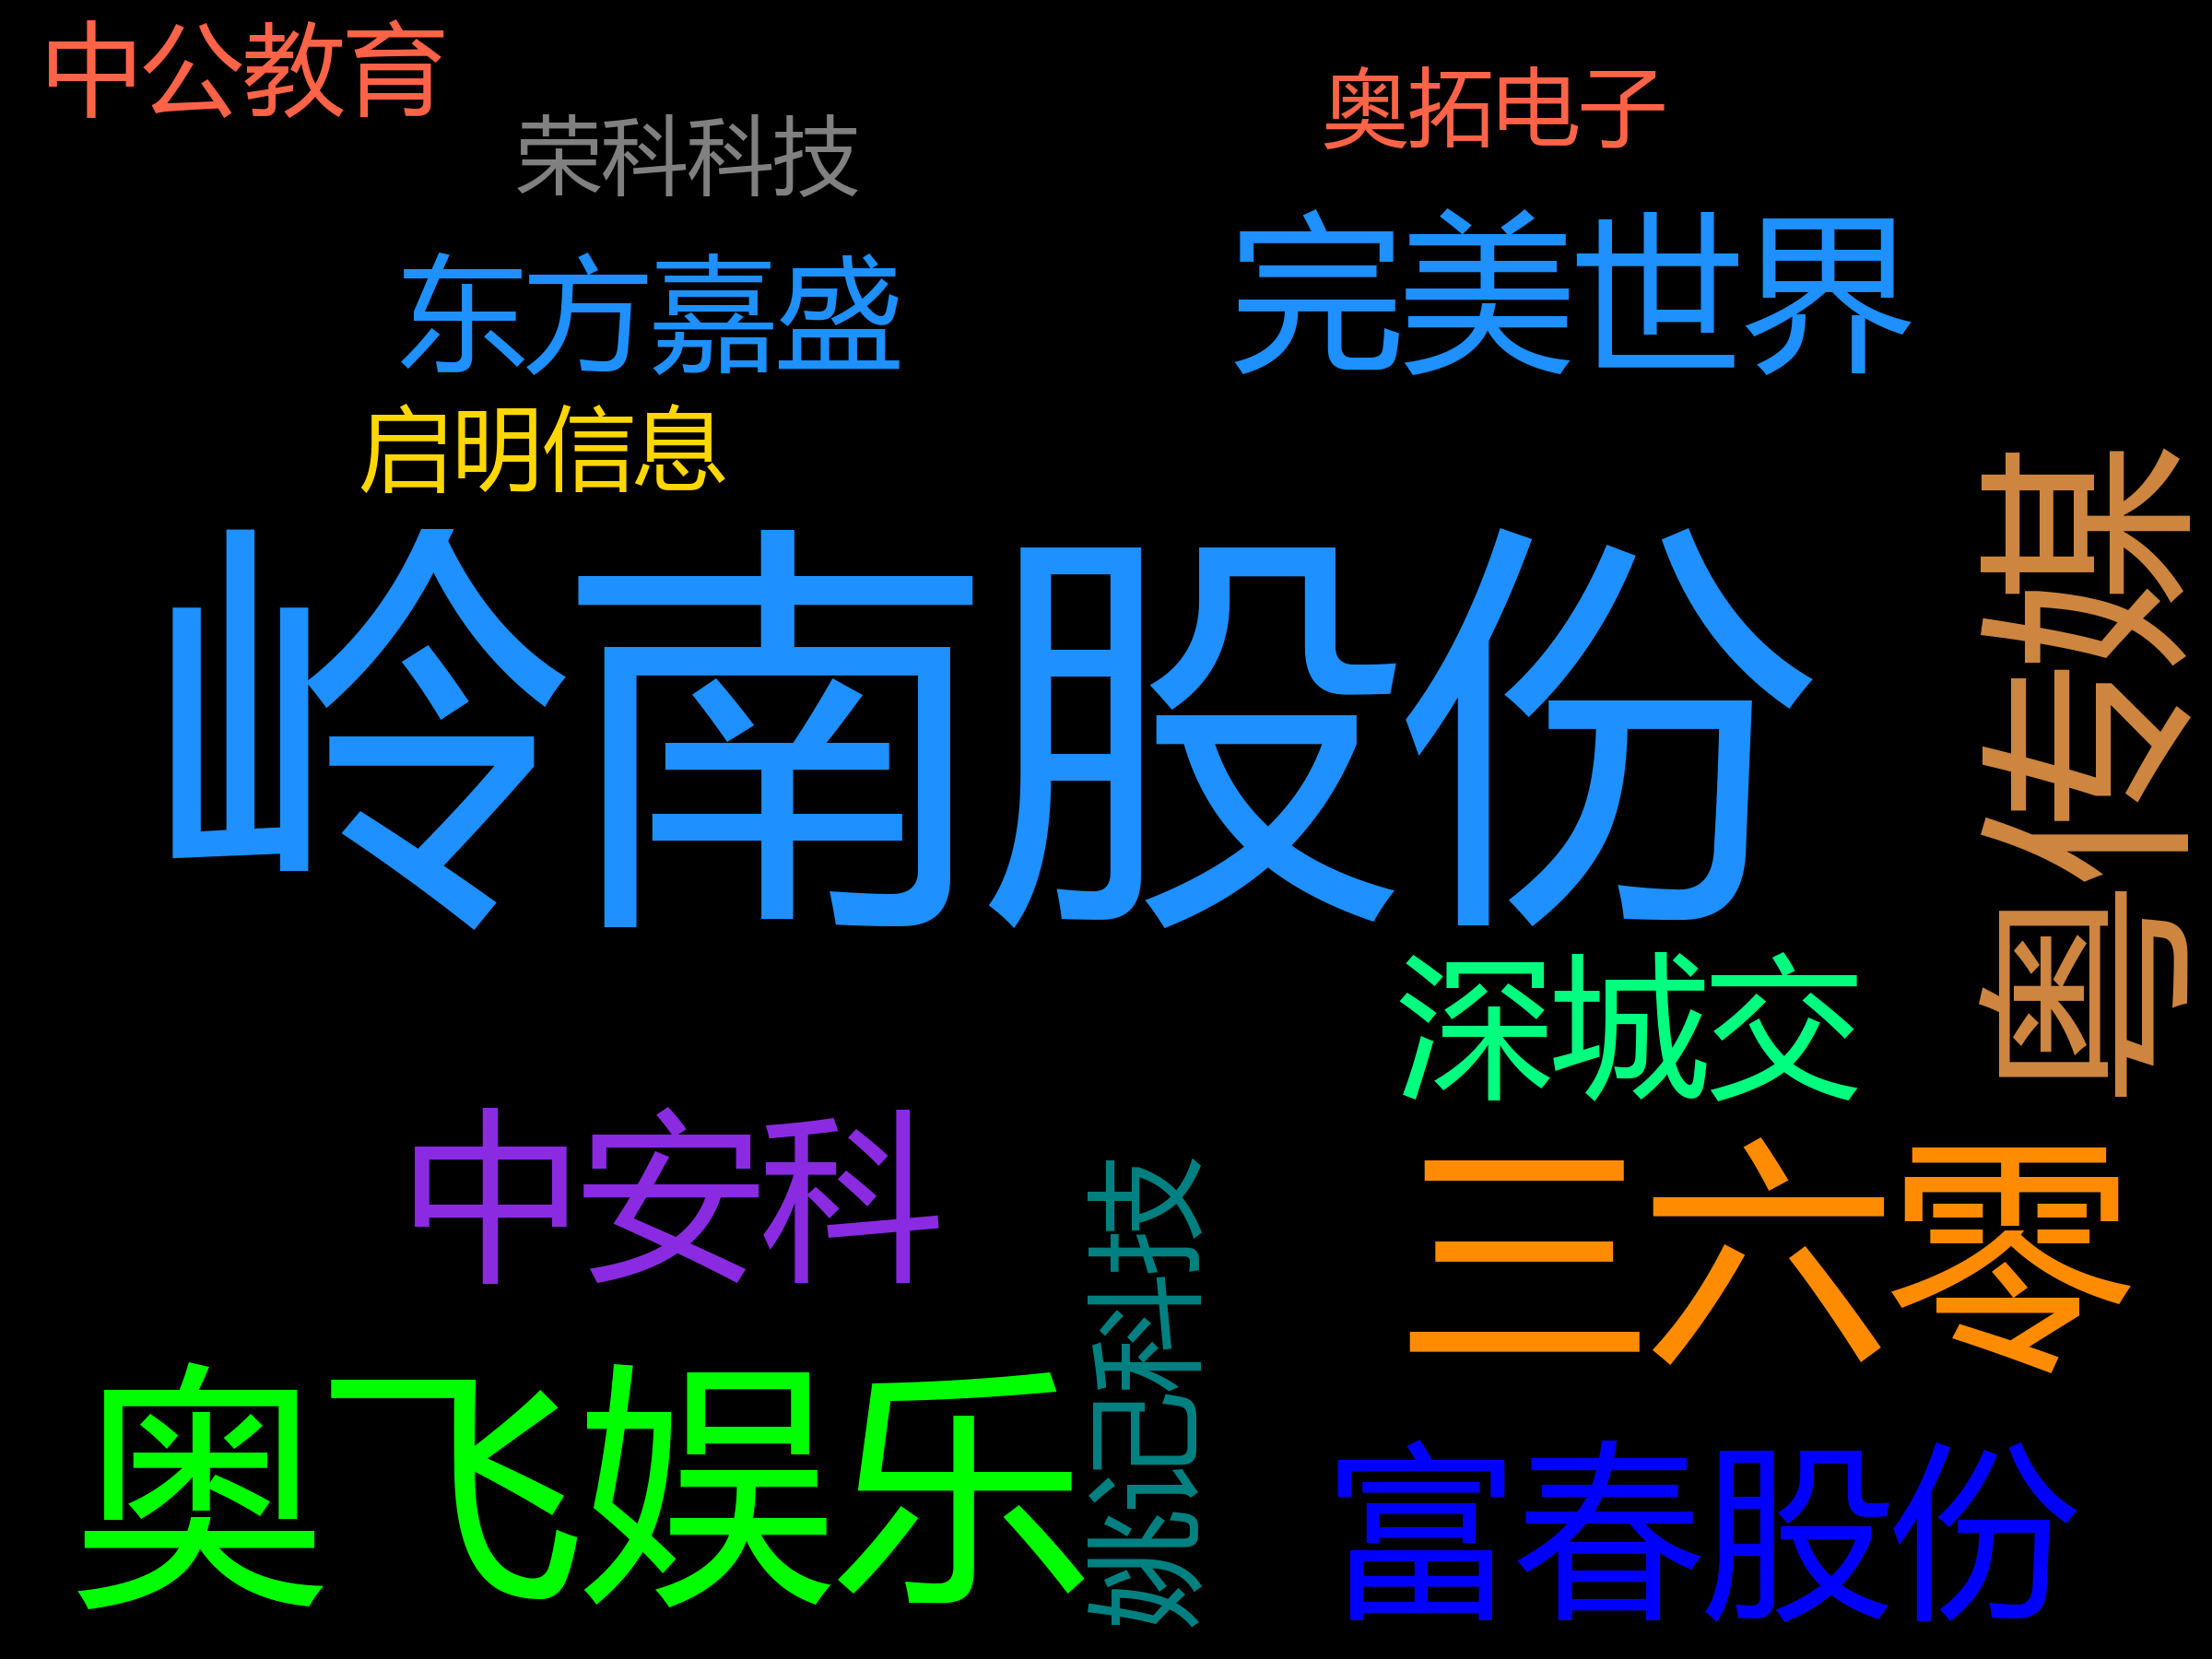 中公教育
奥拓电子
荣科科技
完美世界
东方嘉盛
启明信息
粤传媒
岭南股份
深城交
中安科
姚记科技
三六零
奥飞娱乐
富春股份